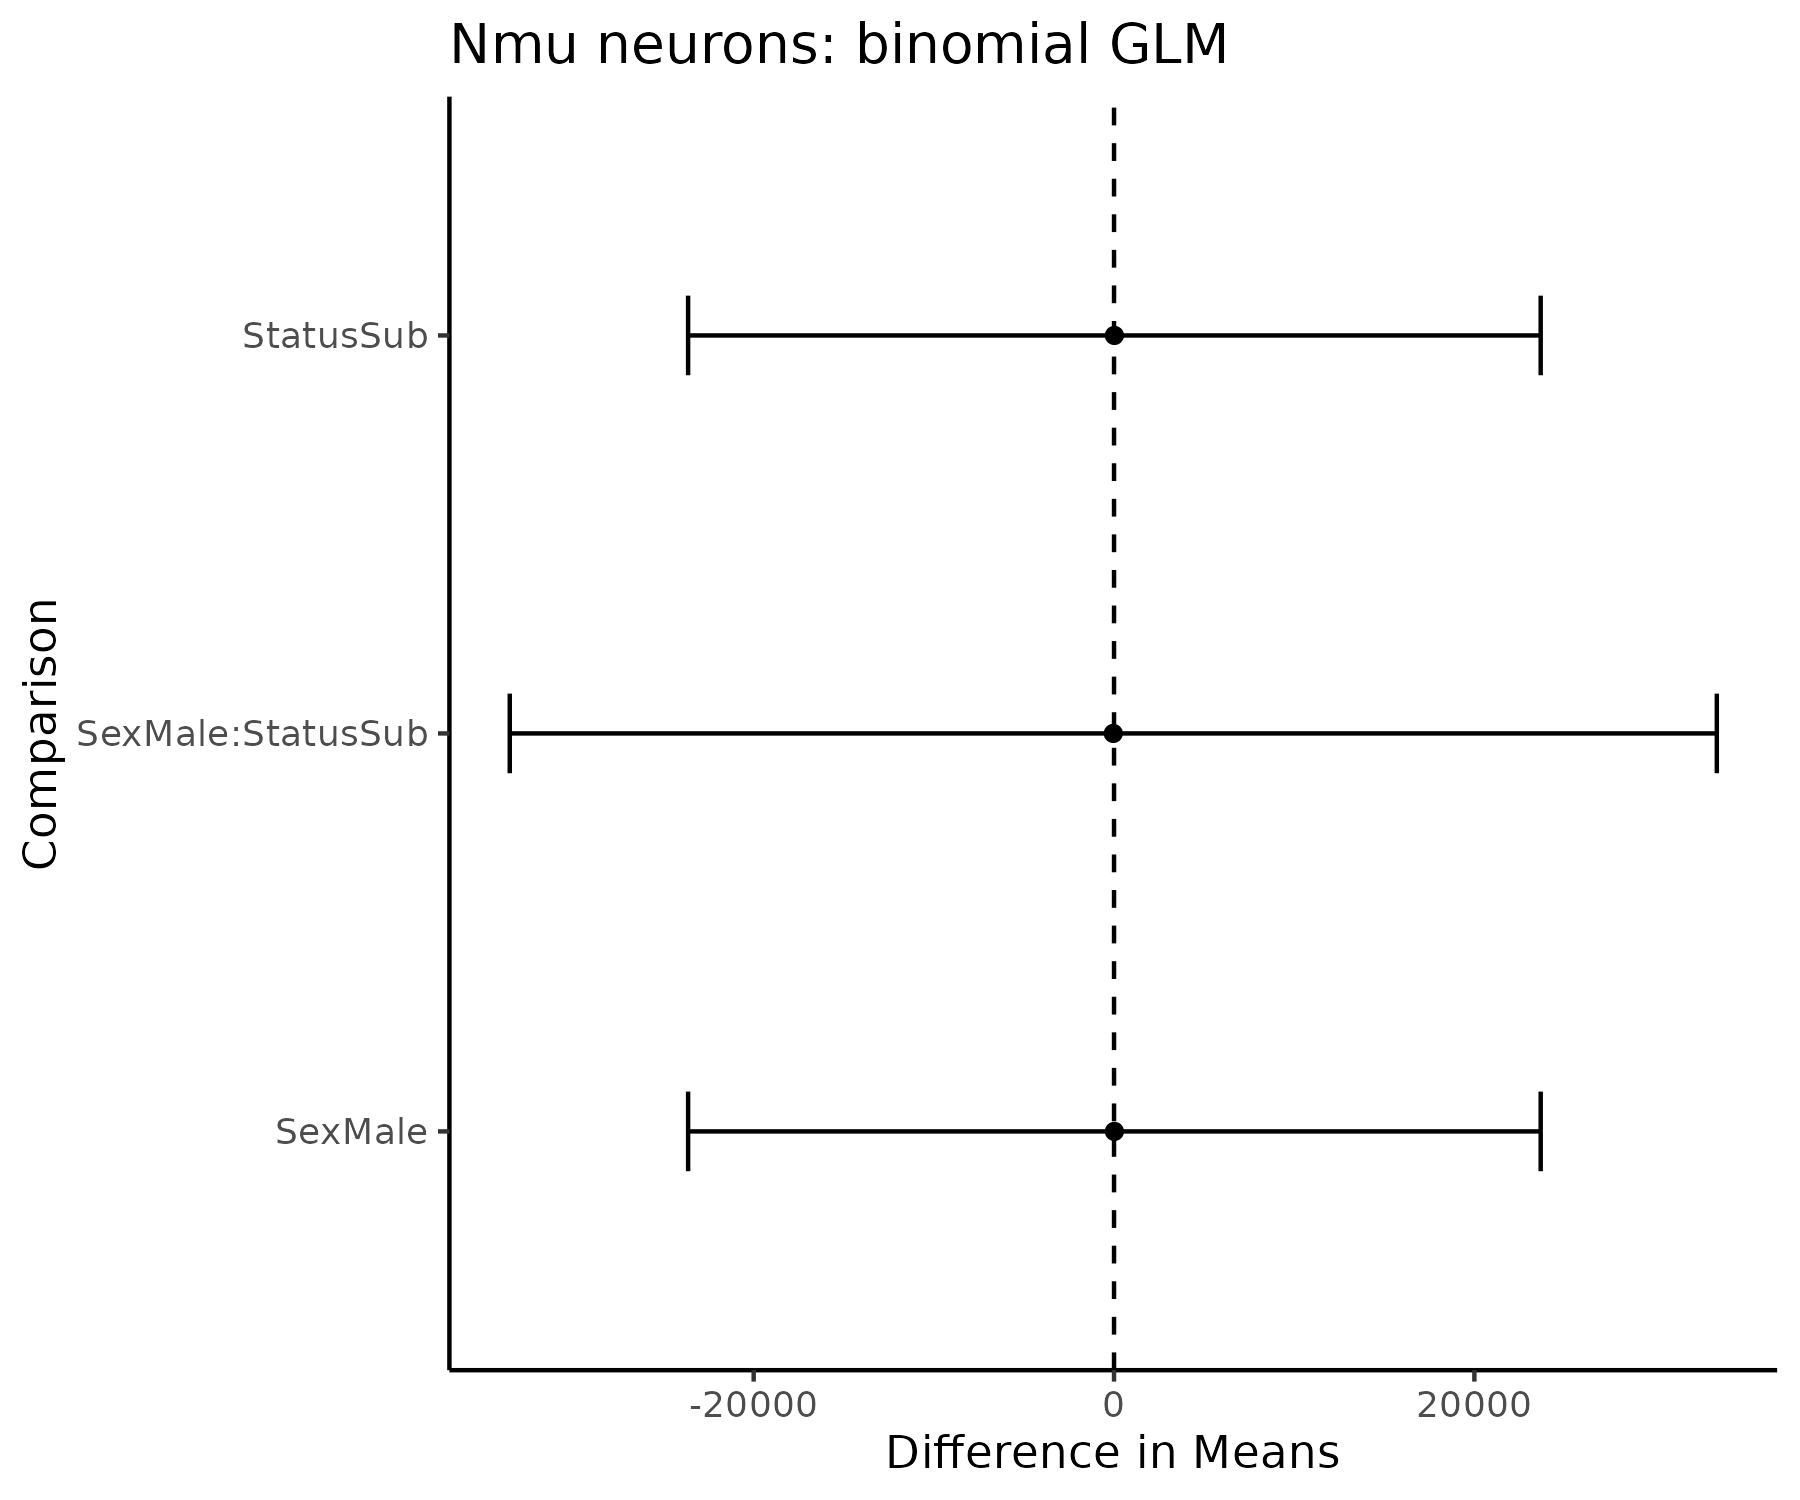 Nmu neurons: binomial GLM
StatusSub
SexMale:StatusSub
SexMale
Comparison
-20000
0
20000
Difference in Means